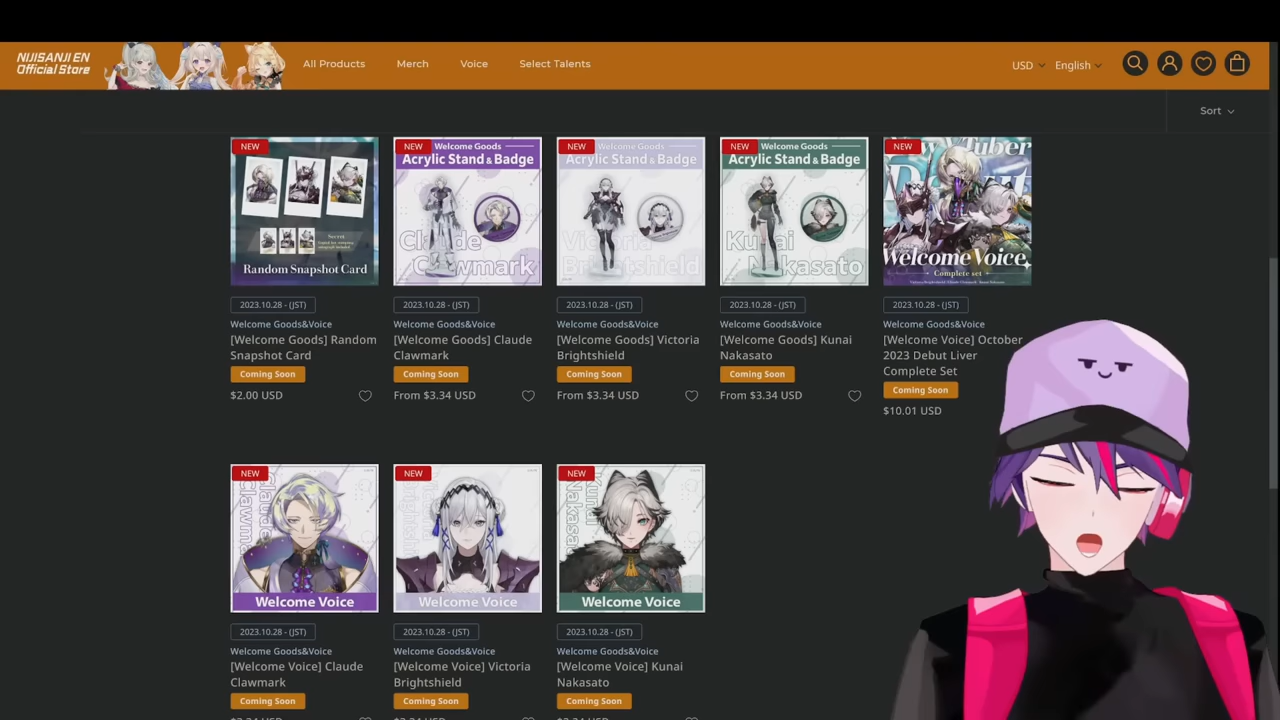 NIJISANJI EN
Official Store
All Products
Merch
Voice
Select Talents
USD
English
Sort
NEW
Random Snapshot Card
NEW
Welcome Goods
Acrylic Stand & Badge
Claude
Clawmark
NEW
Welcome Goods
Acrylic Stand & Badge
Victoria
Brightshield
NEW
Welcome Goods
Acrylic Stand & Badge
Kunai
Nakasato
NEW
Welcome Voice
Complete set
2023.10.28 - (JST)
Welcome Goods&Voice
[Welcome Goods] Random
Snapshot Card
Coming Soon
$2.00 USD
2023.10.28 - (JST)
Welcome Goods&Voice
[Welcome Goods] Claude
Clawmark
Coming Soon
From $3.34 USD
2023.10.28 - (JST)
Welcome Goods&Voice
[Welcome Goods] Victoria
Brightshield
Coming Soon
From $3.34 USD
2023.10.28 - (JST)
Welcome Goods&Voice
[Welcome Goods] Kunai
Nakasato
Coming Soon
From $3.34 USD
2023.10.28 - (JST)
Welcome Goods&Voice
[Welcome Voice] October
2023 Debut Liver
Complete Set
Coming Soon
$10.01 USD
NEW
Welcome Voice
NEW
Welcome Voice
NEW
Welcome Voice
2023.10.28 - (JST)
Welcome Goods&Voice
[Welcome Voice] Claude
Clawmark
Coming Soon
2023.10.28 - (JST)
Welcome Goods&Voice
[Welcome Voice] Victoria
Brightshield
Coming Soon
2023.10.28 - (JST)
Welcome Goods&Voice
[Welcome Voice] Kunai
Nakasato
Coming Soon